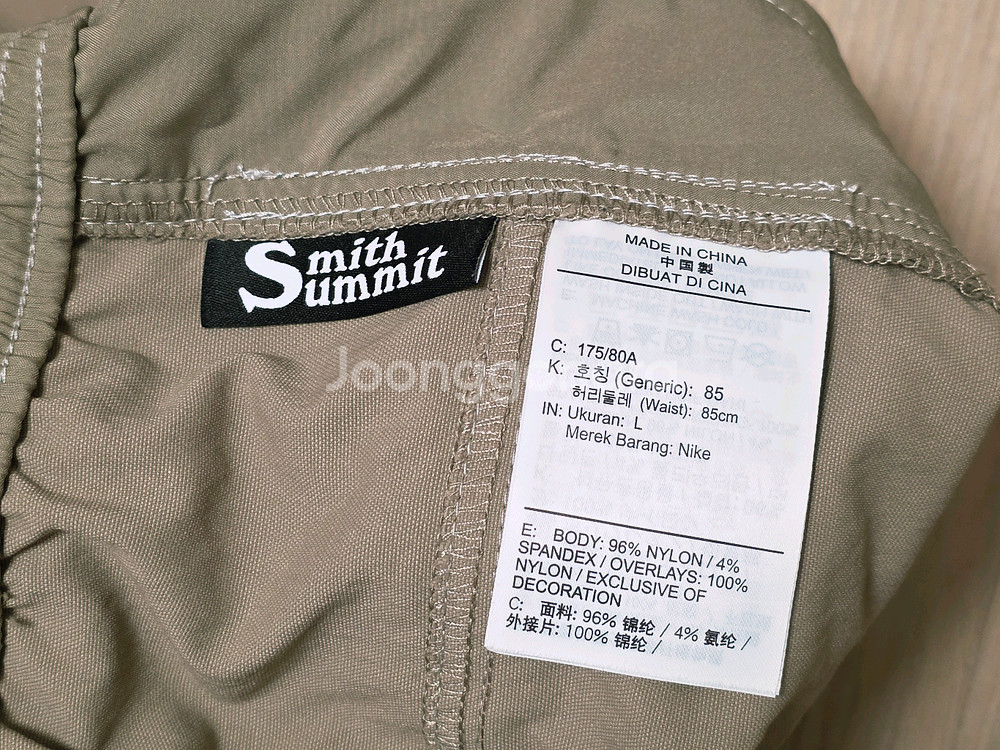 Smith
Summit
MADE IN CHINA
中国製
DIBUAT DI CINA
C: 175/80A
K: 호칭 (Generic): 85
허리둘레 (Waist): 85cm
IN: Ukuran: L
Merek Barang: Nike
E: BODY: 96% NYLON / 4%
SPANDEX / OVERLAYS: 100%
NYLON / EXCLUSIVE OF
DECORATION
C: 面料: 96% 锦纶 / 4% 氨纶 /
外接片: 100% 锦纶 /